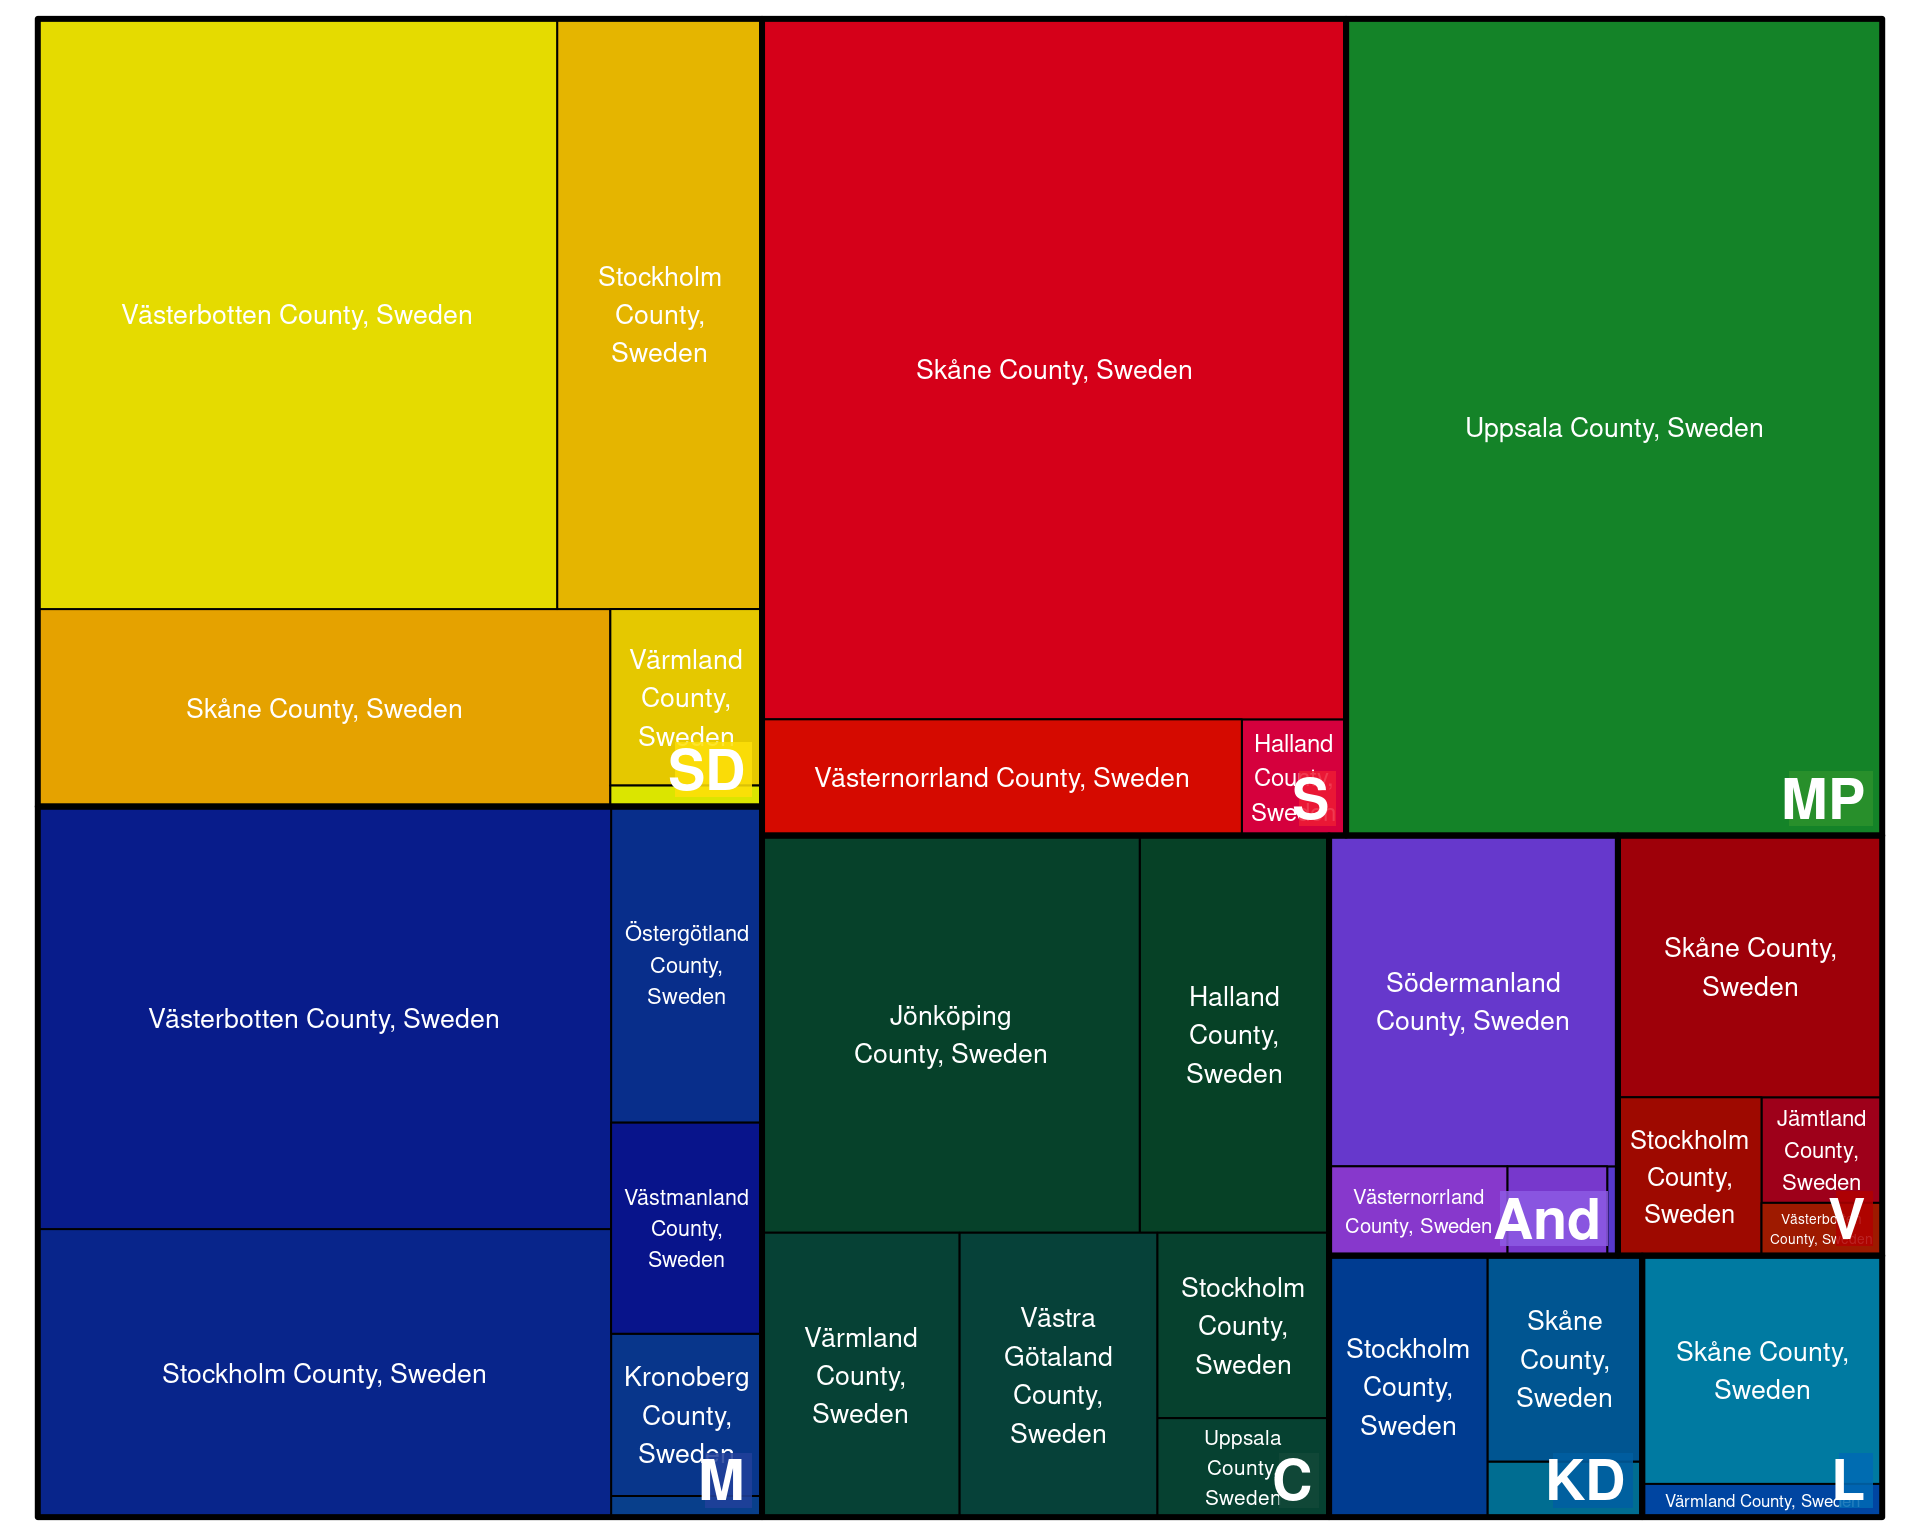 Västerbotten County, Sweden
Stockholm
County,
Sweden
Skåne County, Sweden
Värmland
County,
Sweden
SD
Skåne County, Sweden
Västernorrland County, Sweden
Halland
County,
Sweden
S
Uppsala County, Sweden
MP
Västerbotten County, Sweden
Östergötland
County,
Sweden
Västmanland
County,
Sweden
Stockholm County, Sweden
Kronoberg
County,
Sweden
M
Jönköping
County, Sweden
Halland
County,
Sweden
Värmland
County,
Sweden
Västra
Götaland
County,
Sweden
Stockholm
County,
Sweden
Uppsala
County,
Sweden
C
Södermanland
County, Sweden
Västernorrland
County, Sweden
And
Skåne County,
Sweden
Stockholm
County,
Sweden
Jämtland
County,
Sweden
County, Sweden
V
Stockholm
County,
Sweden
Skåne
County,
Sweden
KD
Skåne County,
Sweden
Värmland County, Sweden
L